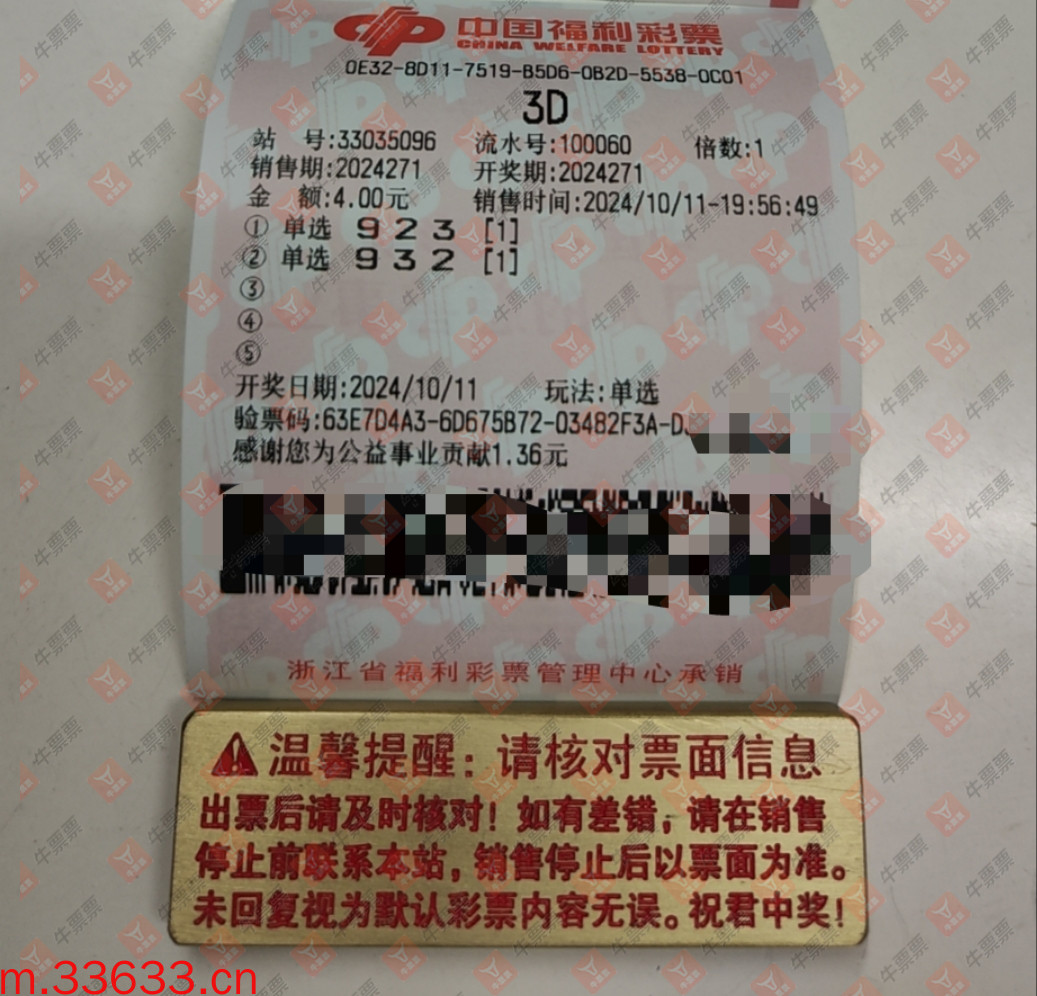 中国福利彩票
CHINA WELFARE LOTTERY
0E32-8D11-7519-B5D6-0B2D-5538-0C01
3D
站 号:33035096 流水号:100060 倍数:1
销售期:2024271 开奖期:2024271
金 额:4.00元 销售时间:2024/10/11-19:56:49
① 单选 9 2 3 [1]
② 单选 9 3 2 [1]
③
④
⑤
开奖日期:2024/10/11 玩法:单选
验票码:63E7D4A3-6D675B72-03482F3A-D
感谢您为公益事业贡献1.36元
浙江省福利彩票管理中心承销
温馨提醒：请核对票面信息
出票后请及时核对！如有差错，请在销售
停止前联系本站，销售停止后以票面为准。
未回复视为默认彩票内容无误。祝君中奖！
m.33633.cn
牛票票